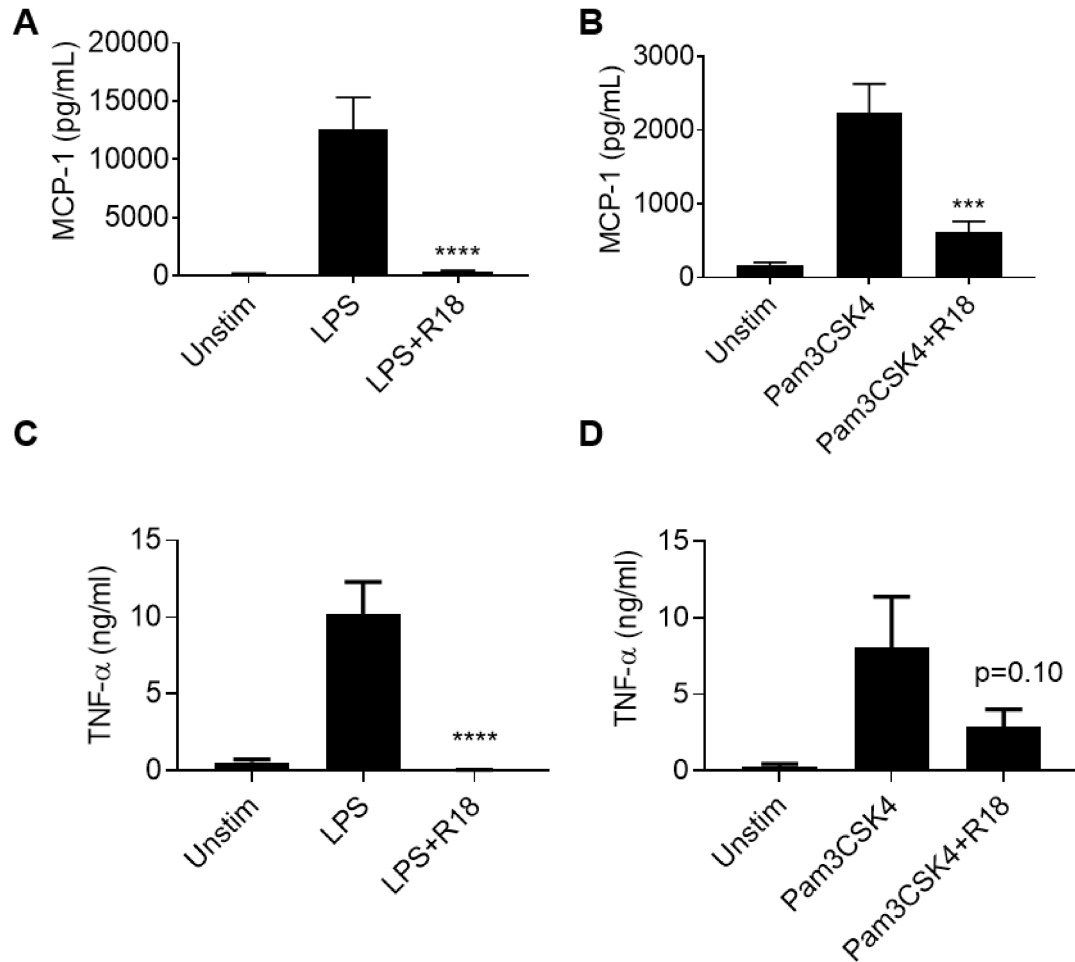 A
MCP-1 (pg/mL)
20000
15000
10000
5000
0
****
Unstim
LPS
LPS+R18
B
MCP-1 (pg/mL)
3000
2000
1000
0
***
Unstim
Pam3CSK4
Pam3CSK4+R18
C
TNF-α (ng/ml)
15
10
5
0
****
Unstim
LPS
LPS+R18
D
TNF-α (ng/ml)
15
10
5
0
p=0.10
Unstim
Pam3CSK4
Pam3CSK4+R18